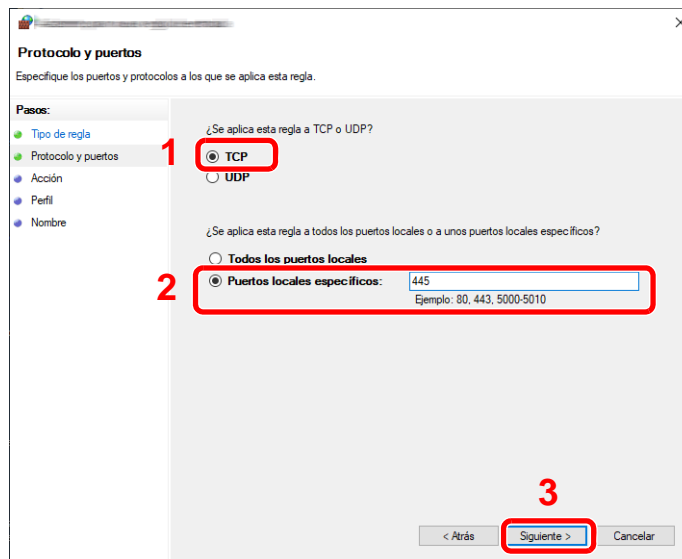 Protocolo y puertos
Especifique los puertos y protocolos a los que se aplica esta regla.
Pasos:
Tipo de regla
Protocolo y puertos
Acción
Perfil
Nombre
¿Se aplica esta regla a TCP o UDP?
1
TCP
UDP
¿Se aplica esta regla a todos los puertos locales o a unos puertos locales específicos?
Todos los puertos locales
2
Puertos locales específicos: 445
Ejemplo: 80, 443, 5000-5010
3
< Atrás Siguiente > Cancelar